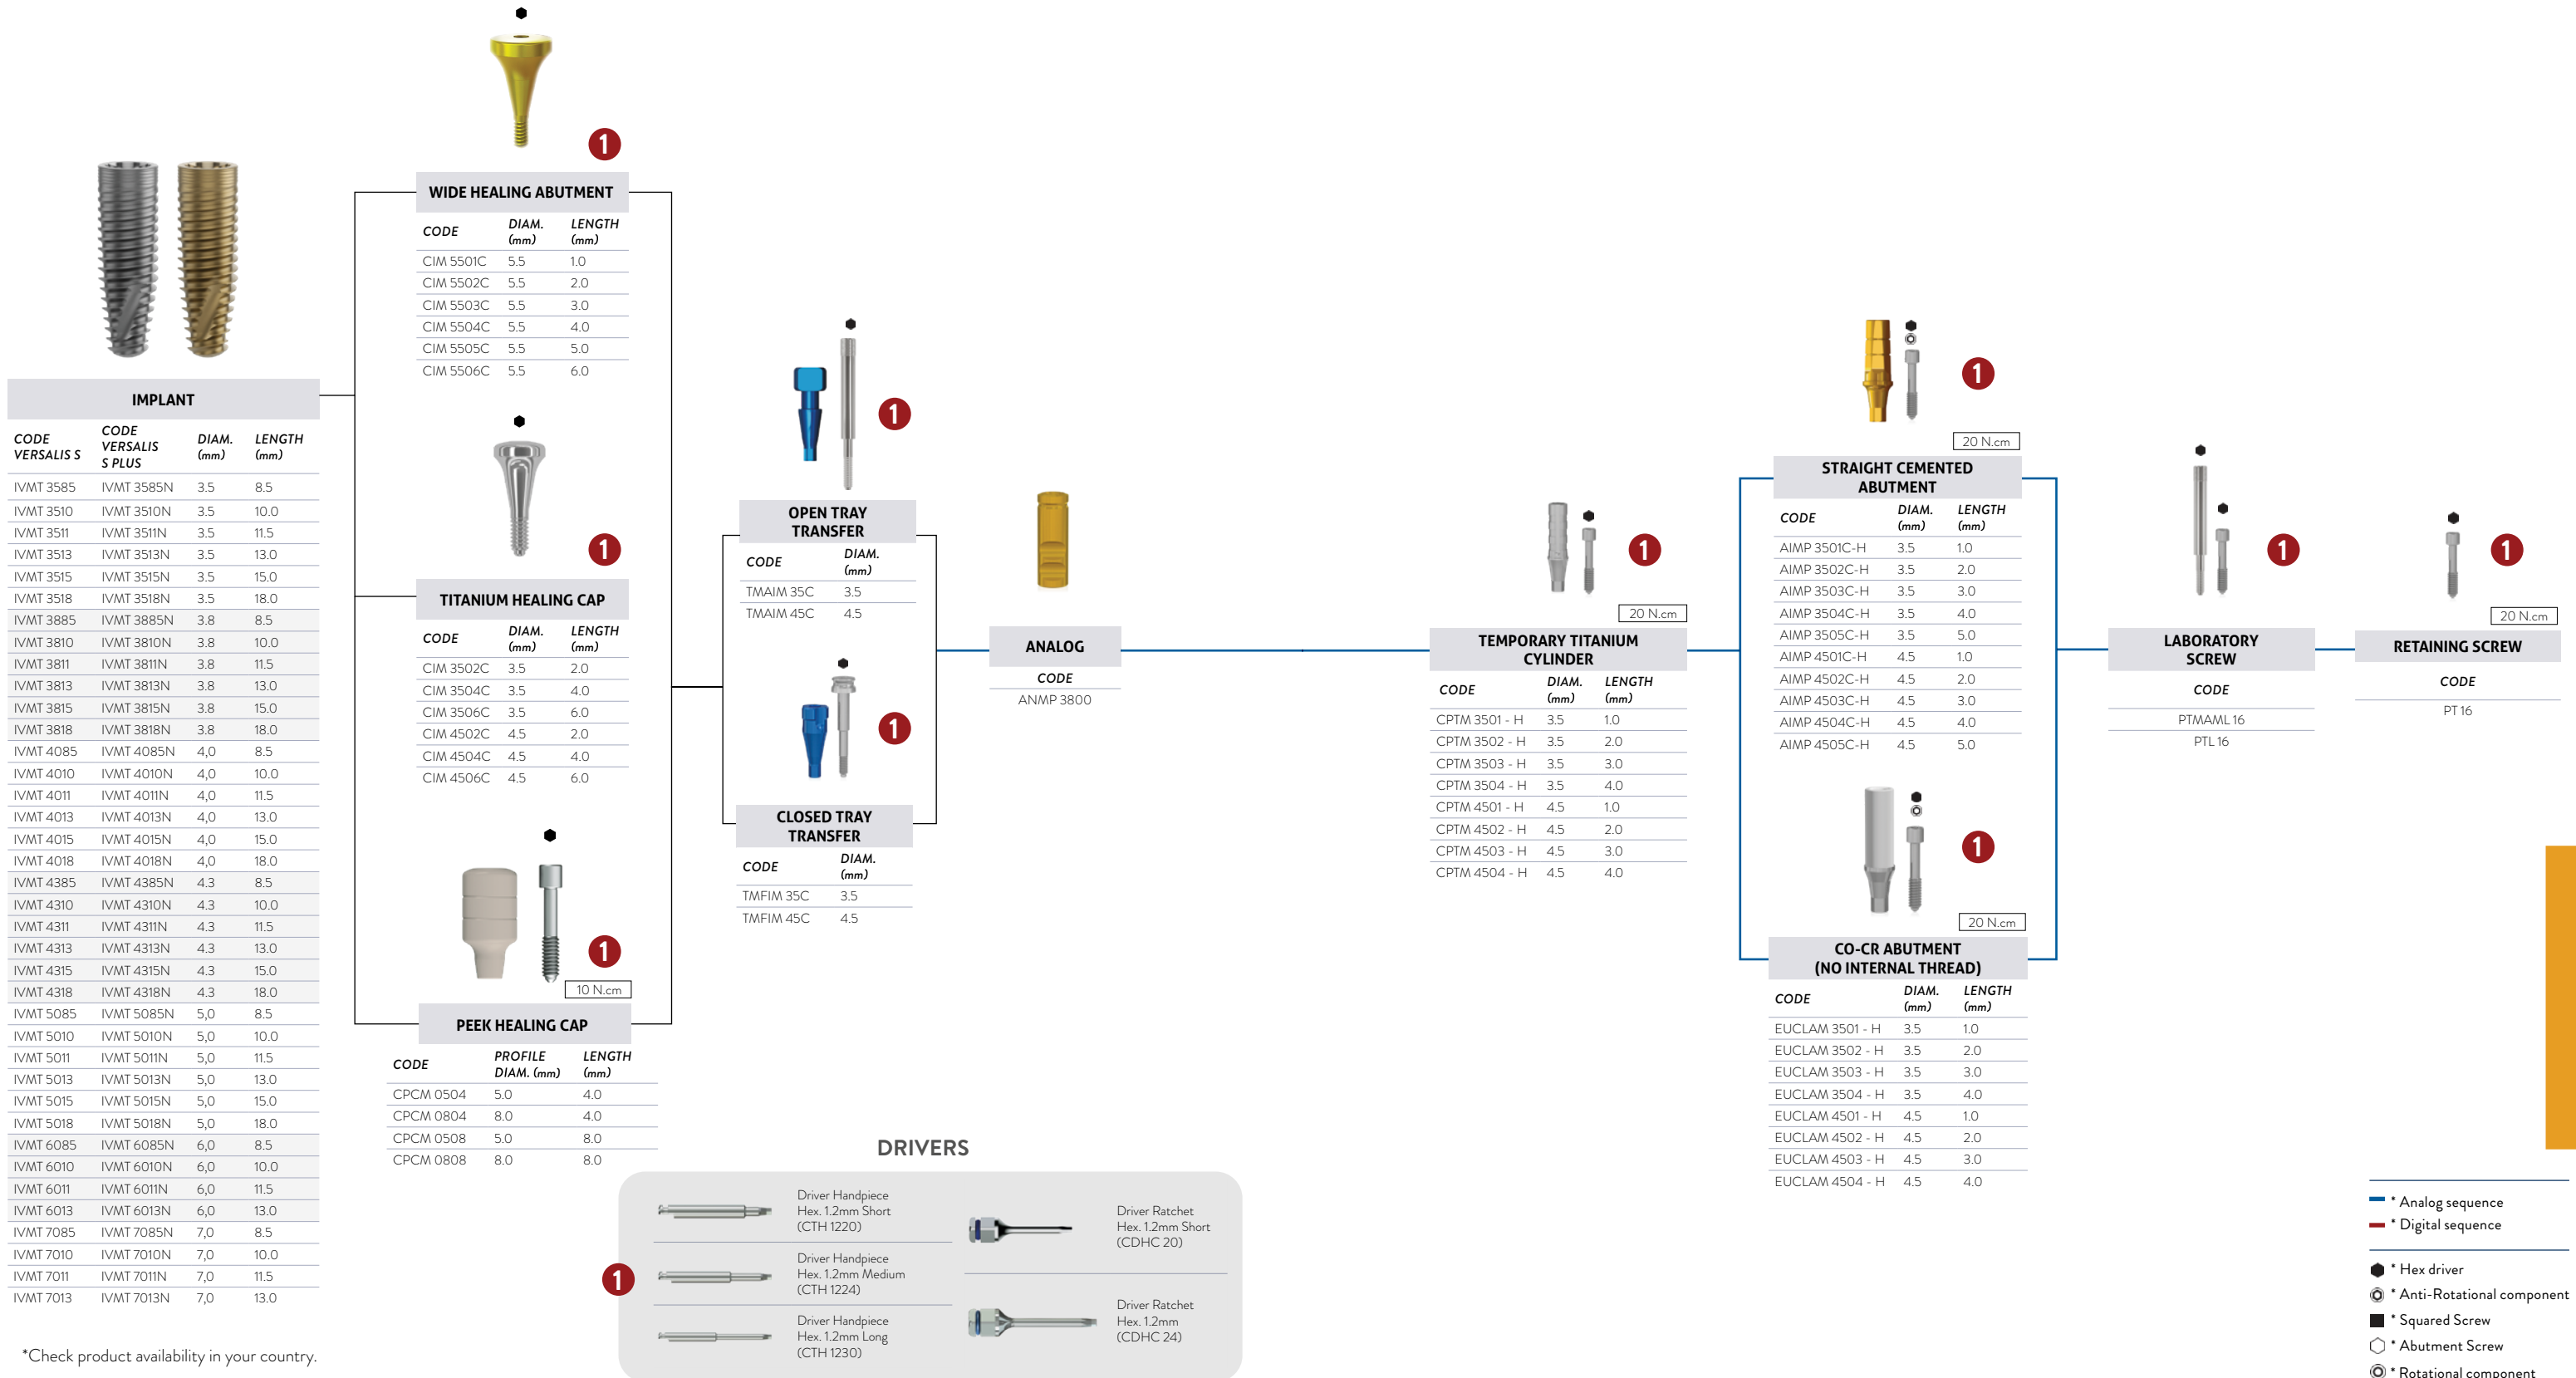 1
WIDE HEALING ABUTMENT
CODE DIAM. (mm) LENGTH (mm)
CIM 5501C 5.5 1.0
CIM 5502C 5.5 2.0
CIM 5503C 5.5 3.0
CIM 5504C 5.5 4.0
CIM 5505C 5.5 5.0
CIM 5506C 5.5 6.0
IMPLANT
CODE VERSALIS S CODE VERSALIS S PLUS DIAM. (mm) LENGTH (mm)
IVMT 3585 IVMT 3585N 3.5 8.5
IVMT 3510 IVMT 3510N 3.5 10.0
IVMT 3511 IVMT 3511N 3.5 11.5
IVMT 3513 IVMT 3513N 3.5 13.0
IVMT 3515 IVMT 3515N 3.5 15.0
IVMT 3518 IVMT 3518N 3.5 18.0
IVMT 3885 IVMT 3885N 3.8 8.5
IVMT 3810 IVMT 3810N 3.8 10.0
IVMT 3811 IVMT 3811N 3.8 11.5
IVMT 3813 IVMT 3813N 3.8 13.0
IVMT 3815 IVMT 3815N 3.8 15.0
IVMT 3818 IVMT 3818N 3.8 18.0
IVMT 4085 IVMT 4085N 4,0 8.5
IVMT 4010 IVMT 4010N 4,0 10.0
IVMT 4011 IVMT 4011N 4,0 11.5
IVMT 4013 IVMT 4013N 4,0 13.0
IVMT 4015 IVMT 4015N 4,0 15.0
IVMT 4018 IVMT 4018N 4,0 18.0
IVMT 4385 IVMT 4385N 4.3 8.5
IVMT 4310 IVMT 4310N 4.3 10.0
IVMT 4311 IVMT 4311N 4.3 11.5
IVMT 4313 IVMT 4313N 4.3 13.0
IVMT 4315 IVMT 4315N 4.3 15.0
IVMT 4318 IVMT 4318N 4.3 18.0
IVMT 5085 IVMT 5085N 5,0 8.5
IVMT 5010 IVMT 5010N 5,0 10.0
IVMT 5011 IVMT 5011N 5,0 11.5
IVMT 5013 IVMT 5013N 5,0 13.0
IVMT 5015 IVMT 5015N 5,0 15.0
IVMT 5018 IVMT 5018N 5,0 18.0
IVMT 6085 IVMT 6085N 6,0 8.5
IVMT 6010 IVMT 6010N 6,0 10.0
IVMT 6011 IVMT 6011N 6,0 11.5
IVMT 6013 IVMT 6013N 6,0 13.0
IVMT 7085 IVMT 7085N 7,0 8.5
IVMT 7010 IVMT 7010N 7,0 10.0
IVMT 7011 IVMT 7011N 7,0 11.5
IVMT 7013 IVMT 7013N 7,0 13.0
*Check product availability in your country.
1
TITANIUM HEALING CAP
CODE DIAM. (mm) LENGTH (mm)
CIM 3502C 3.5 2.0
CIM 3504C 3.5 4.0
CIM 3506C 3.5 6.0
CIM 4502C 4.5 2.0
CIM 4504C 4.5 4.0
CIM 4506C 4.5 6.0
1
10 N.cm
PEEK HEALING CAP
CODE PROFILE DIAM. (mm) LENGTH (mm)
CPCM 0504 5.0 4.0
CPCM 0804 8.0 4.0
CPCM 0508 5.0 8.0
CPCM 0808 8.0 8.0
1
OPEN TRAY
TRANSFER
CODE DIAM. (mm)
TMAIM 35C 3.5
TMAIM 45C 4.5
1
CLOSED TRAY
TRANSFER
CODE DIAM. (mm)
TMFIM 35C 3.5
TMFIM 45C 4.5
ANALOG
CODE
ANMP 3800
1
20 N.cm
TEMPORARY TITANIUM
CYLINDER
CODE DIAM. (mm) LENGTH (mm)
CPTM 3501 - H 3.5 1.0
CPTM 3502 - H 3.5 2.0
CPTM 3503 - H 3.5 3.0
CPTM 3504 - H 3.5 4.0
CPTM 4501 - H 4.5 1.0
CPTM 4502 - H 4.5 2.0
CPTM 4503 - H 4.5 3.0
CPTM 4504 - H 4.5 4.0
1
20 N.cm
STRAIGHT CEMENTED
ABUTMENT
CODE DIAM. (mm) LENGTH (mm)
AIMP 3501C-H 3.5 1.0
AIMP 3502C-H 3.5 2.0
AIMP 3503C-H 3.5 3.0
AIMP 3504C-H 3.5 4.0
AIMP 3505C-H 3.5 5.0
AIMP 4501C-H 4.5 1.0
AIMP 4502C-H 4.5 2.0
AIMP 4503C-H 4.5 3.0
AIMP 4504C-H 4.5 4.0
AIMP 4505C-H 4.5 5.0
1
20 N.cm
CO-CR ABUTMENT
(NO INTERNAL THREAD)
CODE DIAM. (mm) LENGTH (mm)
EUCLAM 3501 - H 3.5 1.0
EUCLAM 3502 - H 3.5 2.0
EUCLAM 3503 - H 3.5 3.0
EUCLAM 3504 - H 3.5 4.0
EUCLAM 4501 - H 4.5 1.0
EUCLAM 4502 - H 4.5 2.0
EUCLAM 4503 - H 4.5 3.0
EUCLAM 4504 - H 4.5 4.0
1
LABORATORY
SCREW
CODE
PTMAML 16
PTL 16
1
20 N.cm
RETAINING SCREW
CODE
PT 16
DRIVERS
1
Driver Handpiece
Hex. 1.2mm Short
(CTH 1220)
Driver Handpiece
Hex. 1.2mm Medium
(CTH 1224)
Driver Handpiece
Hex. 1.2mm Long
(CTH 1230)
Driver Ratchet
Hex. 1.2mm Short
(CDHC 20)
Driver Ratchet
Hex. 1.2mm
(CDHC 24)
* Analog sequence
* Digital sequence
* Hex driver
* Anti-Rotational component
* Squared Screw
* Abutment Screw
* Rotational component